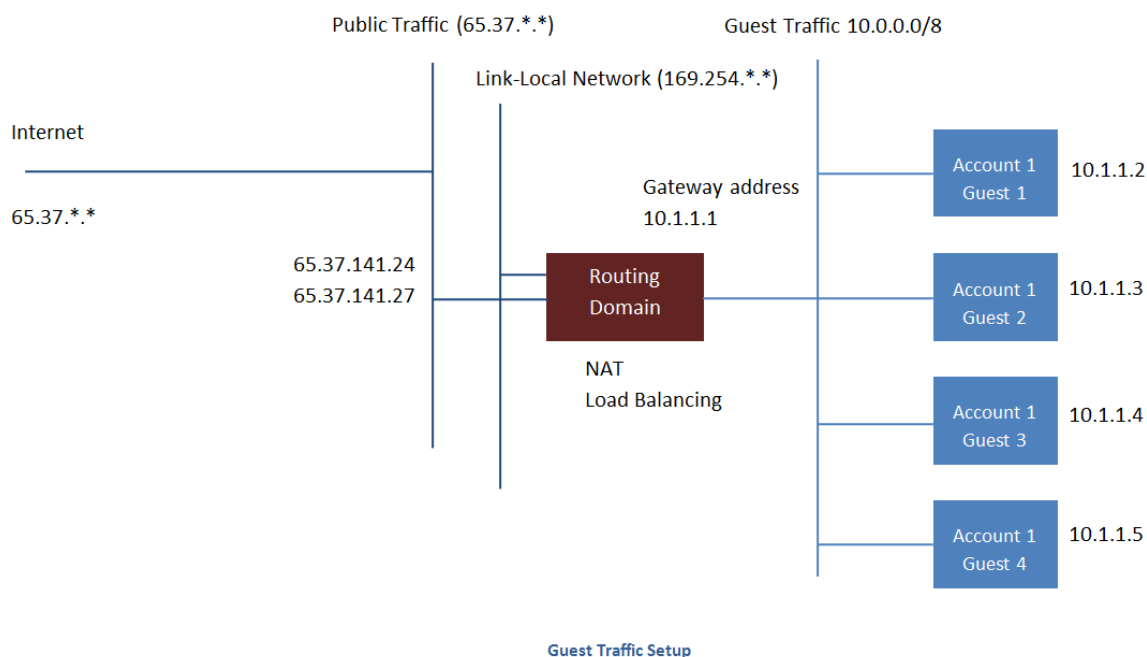 Public Traffic (65.37.*.*)
Guest Traffic 10.0.0.0/8
Link-Local Network (169.254.*.*)
Internet
65.37.*.*
Gateway address
10.1.1.1
65.37.141.24
65.37.141.27
Routing
Domain
NAT
Load Balancing
Account 1
Guest 1
10.1.1.2
Account 1
Guest 2
10.1.1.3
Account 1
Guest 3
10.1.1.4
Account 1
Guest 4
10.1.1.5
Guest Traffic Setup